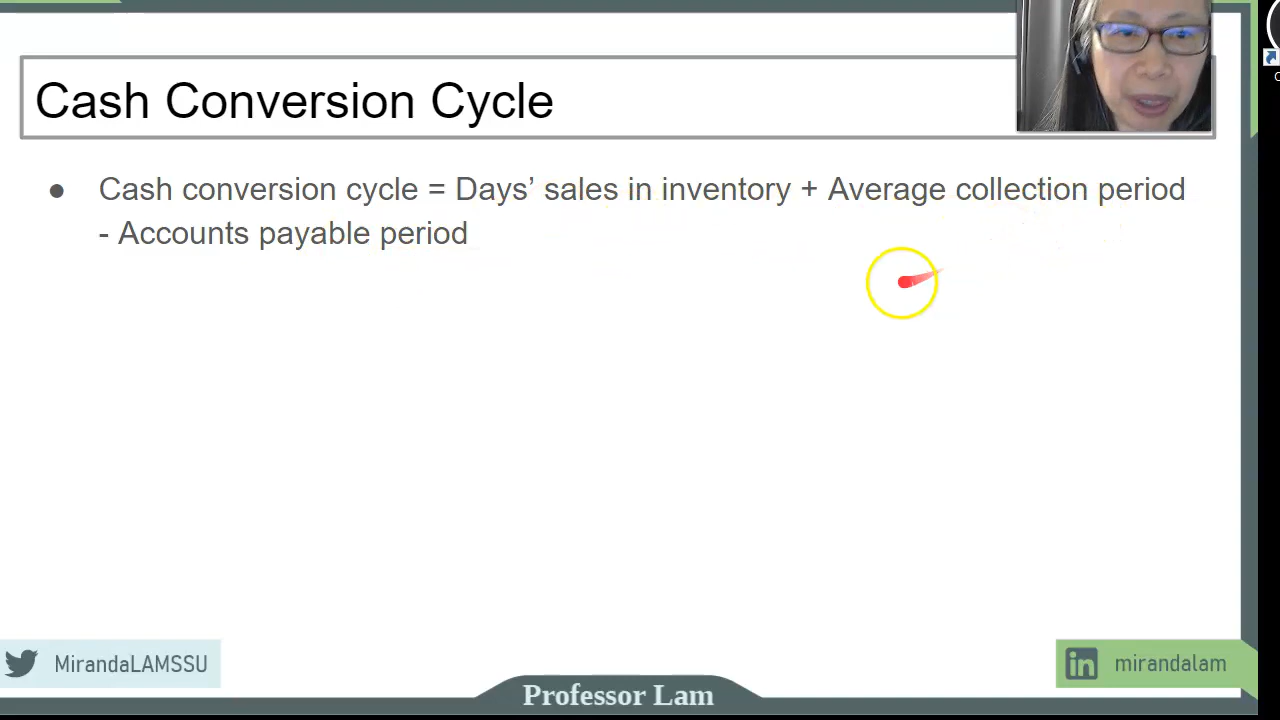 Cash Conversion Cycle
● Cash conversion cycle = Days’ sales in inventory + Average collection period
- Accounts payable period
MirandaLAMSSU
in mirandalam
Professor Lam